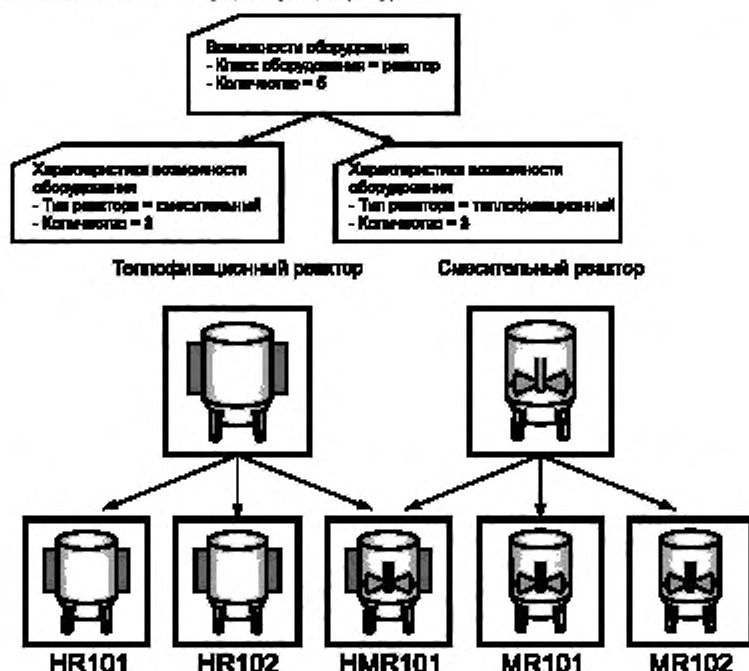 Возможности оборудования
- Класс оборудования = реактор
- Количество = 5
Характеристика возможности
оборудования
- Тип реактора = смесительный
- Количество = 3
Характеристика возможности
оборудования
- Тип реактора = теплофикационный
- Количество = 3
Теплофикационный реактор
Смесительный реактор
HR101
HR102
HMR101
MR101
MR102